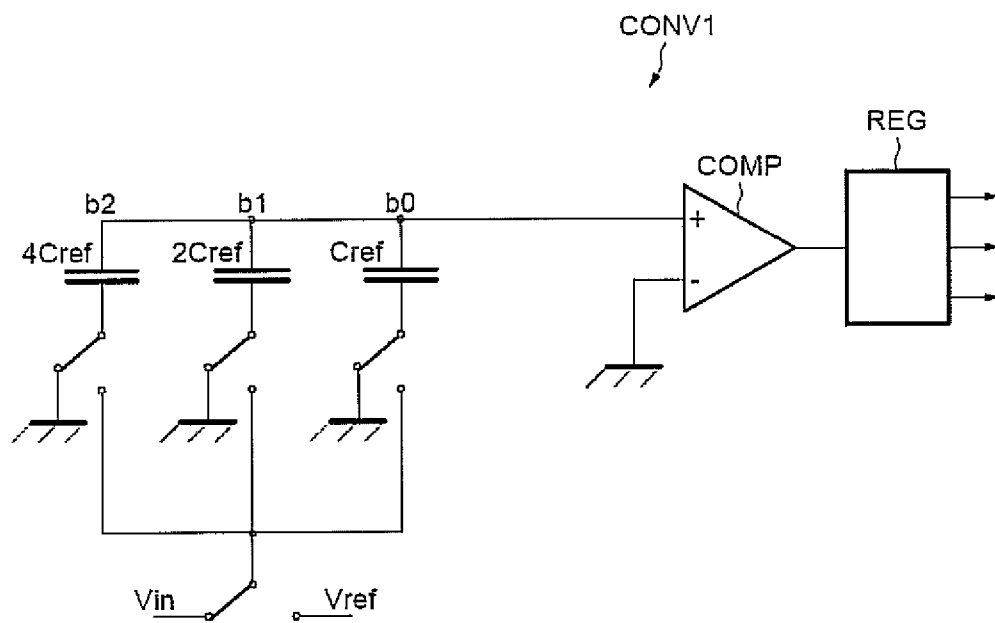 CONV1
REG
COMP
b2 b1 b0
4Cref 2Cref Cref
+
-
Vin Vref